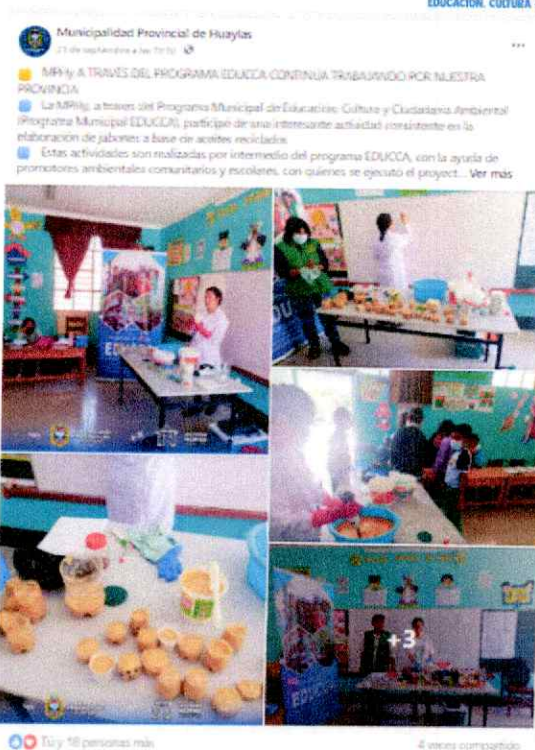 EDUCACIÓN, CULTURA
Municipalidad Provincial de Huaylas
MPHy A TRAVES DEL PROGRAMA EDUCCA CONTINUA TRABAJANDO POR NUESTRA
PROVINCIA
La MPHy, a traves del Programa Municipal de Educación, Cultura y Ciudadanía Ambiental
(Programa Municipal EDUCCA), participó de una interesante actividad consistente en la
elaboración de jabones a base de aceites reciclados.
Estas actividades son realizadas por intermedio del programa EDUCCA, con la ayuda de
promotores ambientales comunitarios y escolares, con quienes se ejecutó el proyect... Ver más
+3
Tú y 18 personas más
4 veces compartido